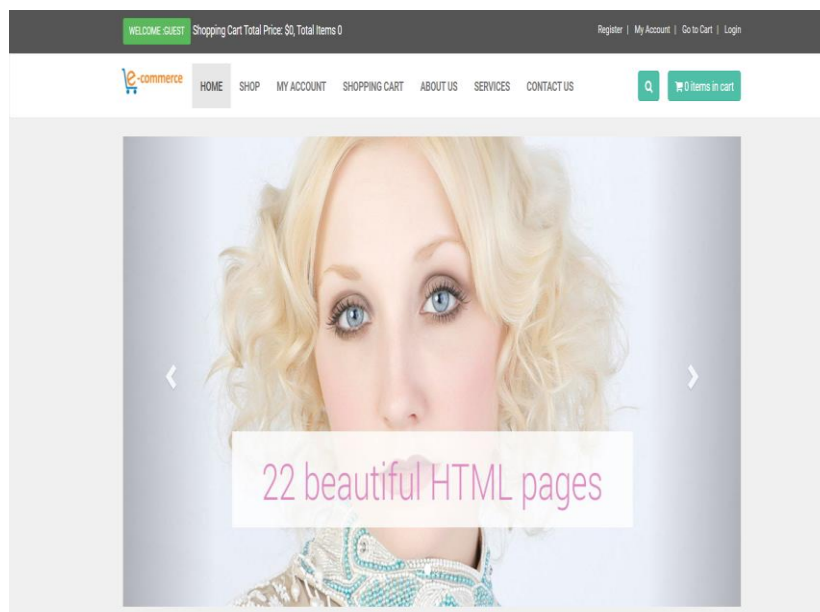 WELCOME :GUEST Shopping Cart Total Price: $0, Total Items 0
Register | My Account | Go to Cart | Login
e-commerce
HOME SHOP MY ACCOUNT SHOPPING CART ABOUT US SERVICES CONTACT US
0 items in cart
22 beautiful HTML pages